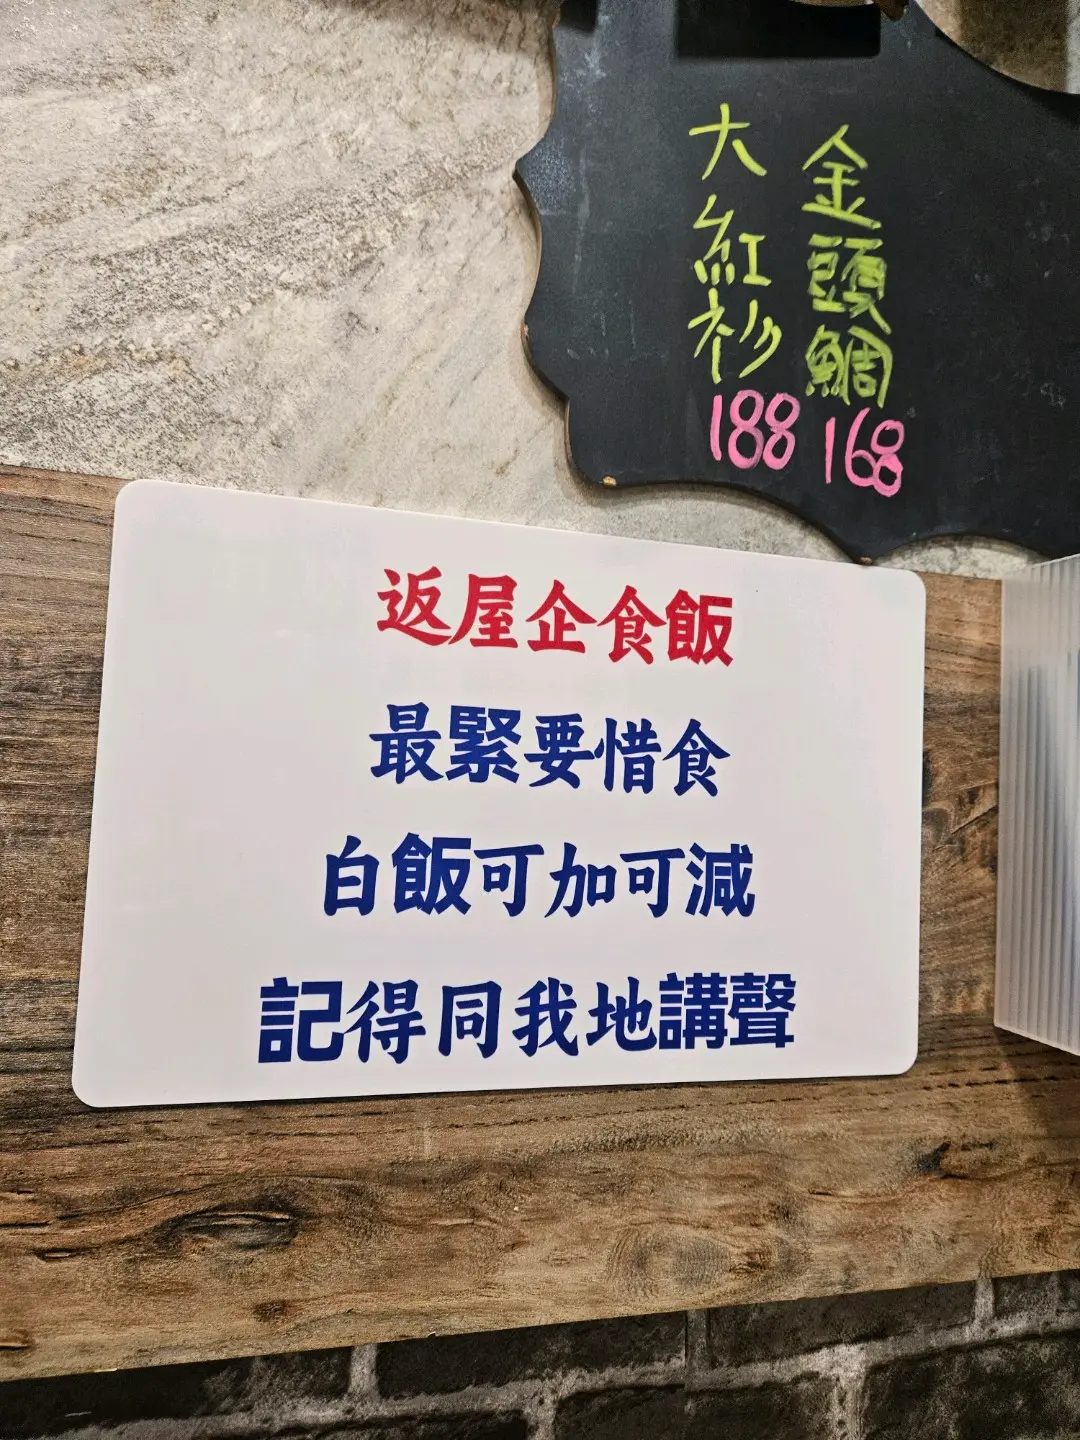 金頭鯛
168
大紅衫
188
返屋企食飯
最緊要惜食
白飯可加可減
記得同我地講聲